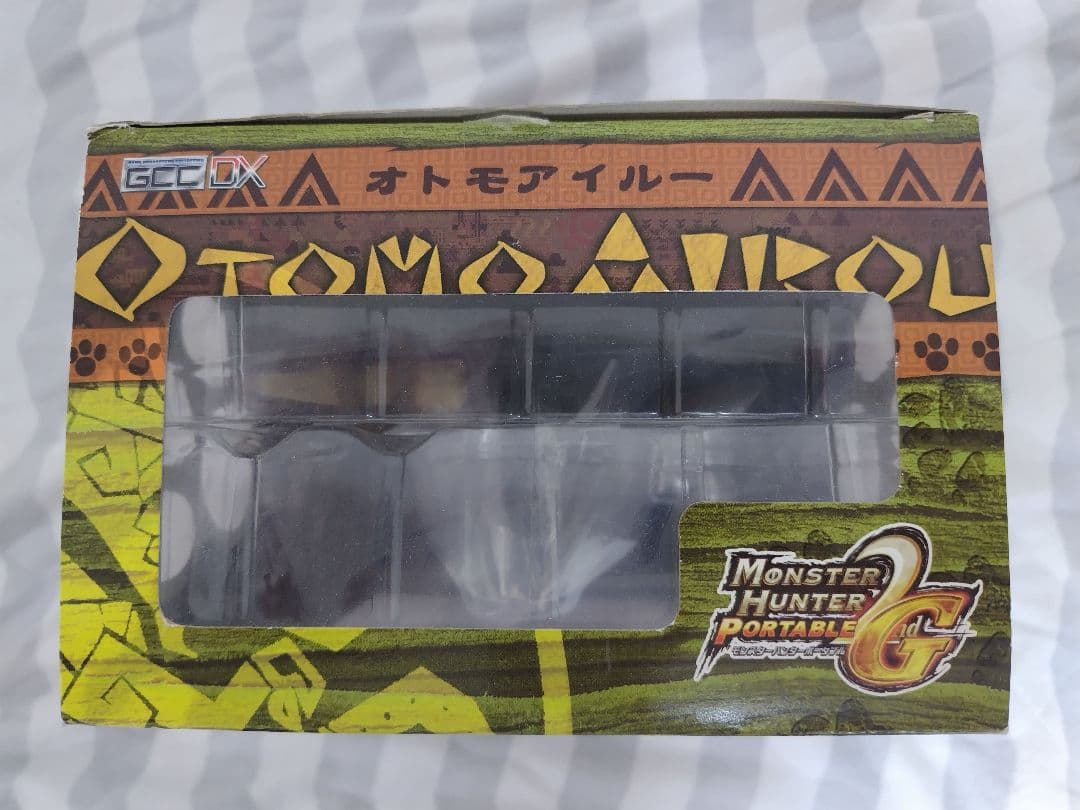 GCC DX
オトモアイルー
OTOMO AIROU
MONSTER
HUNTER
PORTABLE 2nd G
モンスターハンターポータブル